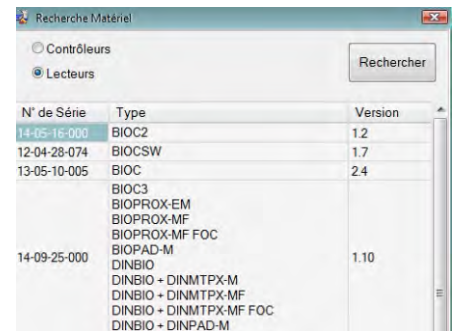 Recherche Matériel
Contrôleurs
Lecteurs
Rechercher
N° de Série Type Version
14-05-16-000 BIOC2 1.2
12-04-28-074 BIOCSW 1.7
13-05-10-005 BIOC 2.4
BIOC3
BIOPROX-EM
BIOPROX-MF
BIOPROX-MF FOC
BIOPAD-M
14-09-25-000 DINBIO 1.10
DINBIO + DINMTPX-M
DINBIO + DINMTPX-MF
DINBIO + DINMTPX-MF FOC
DINBIO + DINPAD-M